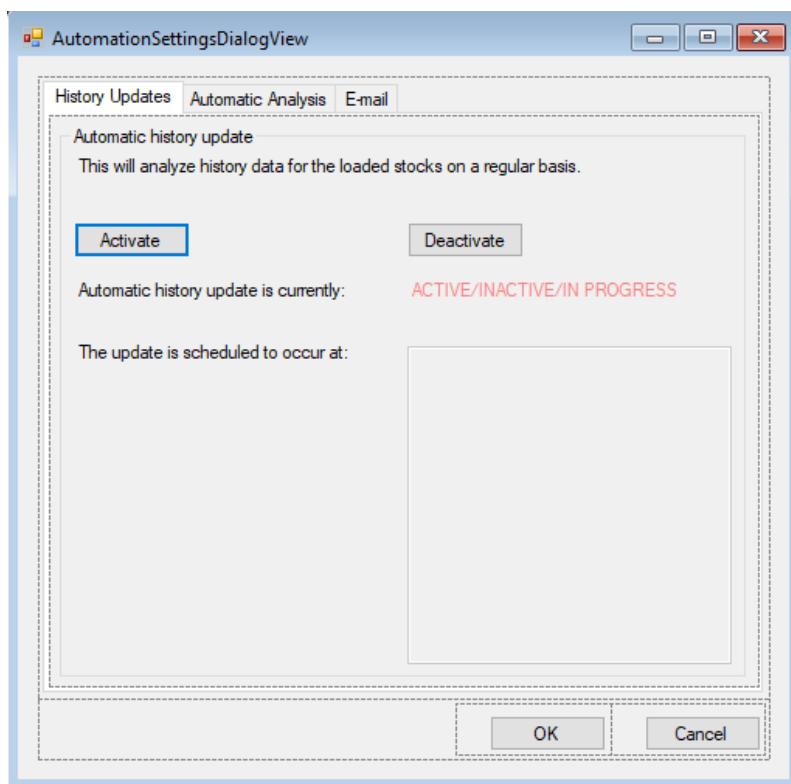 AutomationSettingsDialogView
History Updates Automatic Analysis E-mail
Automatic history update
This will analyze history data for the loaded stocks on a regular basis.
Activate Deactivate
Automatic history update is currently: ACTIVE/INACTIVE/IN PROGRESS
The update is scheduled to occur at:
OK Cancel